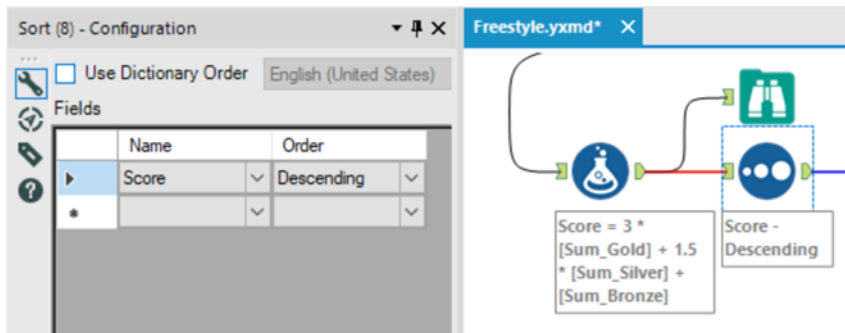 Sort (8) - Configuration
Use Dictionary Order
English (United States)
Fields
Name Order
Score Descending
Freestyle.yxmd*
Score = 3 *
[Sum_Gold] + 1.5
* [Sum_Silver] +
[Sum_Bronze]
Score -
Descending